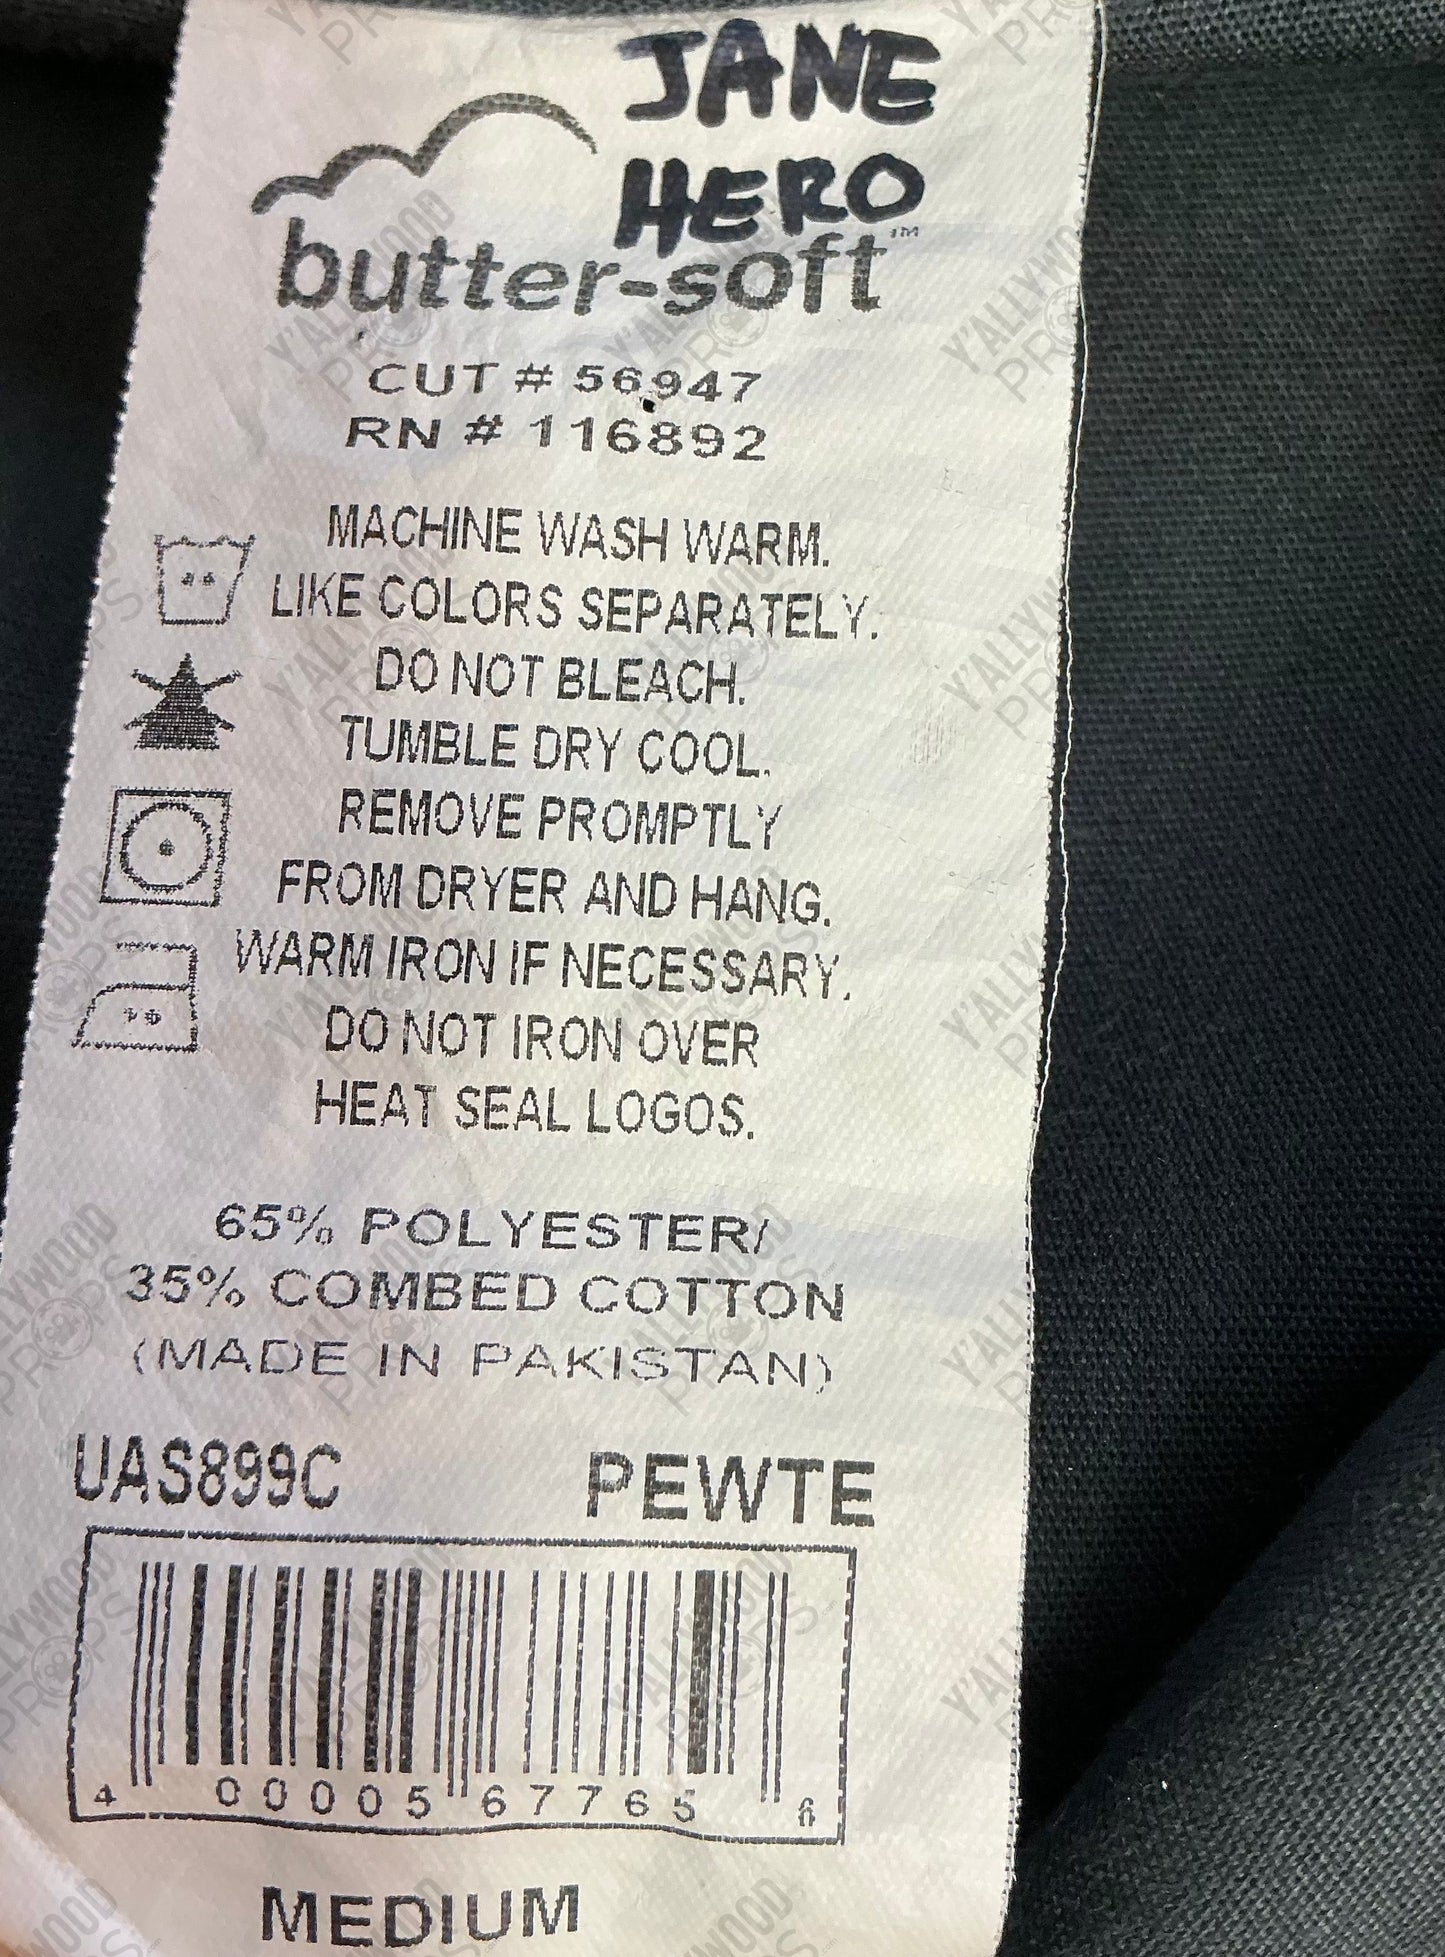 JANE
HERO
butter-soft™
CUT # 56947
RN # 116892
MACHINE WASH WARM.
LIKE COLORS SEPARATELY.
DO NOT BLEACH.
TUMBLE DRY COOL.
REMOVE PROMPTLY
FROM DRYER AND HANG.
WARM IRON IF NECESSARY.
DO NOT IRON OVER
HEAT SEAL LOGOS.
65% POLYESTER/
35% COMBED COTTON
(MADE IN PAKISTAN)
UAS899C PEWTE
4 00005 67765 6
MEDIUM
Y'ALLYWOOD
PROPS